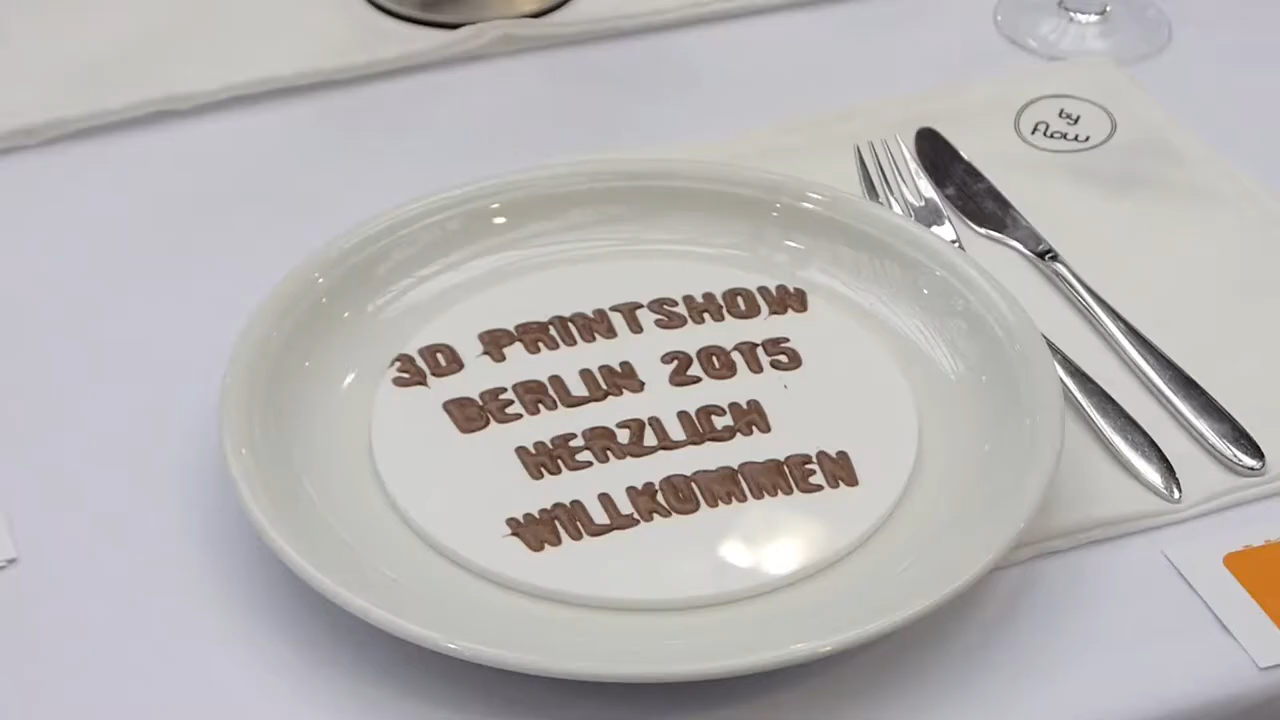 by
flow
3D PRINTSHOW
BERLIN 2015
HERZLICH
WILLKOMMEN